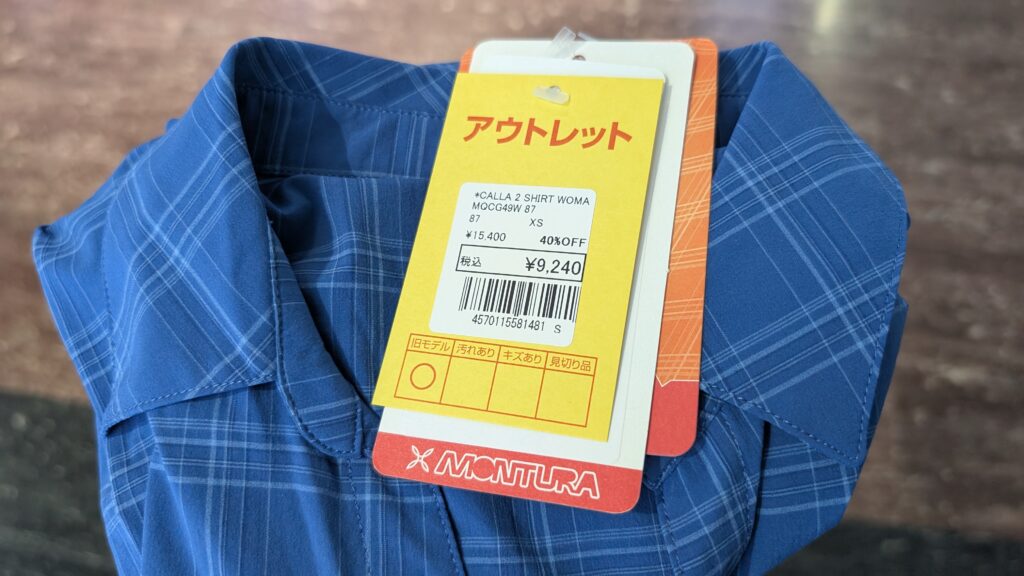 アウトレット
*CALLA 2 SHIRT WOMA
MQCG49W 87
87 XS
¥15,400 40%OFF
税込 ¥9,240
4570115581481 S
旧モデル 汚れあり キズあり 見切り品
○
MONTURA